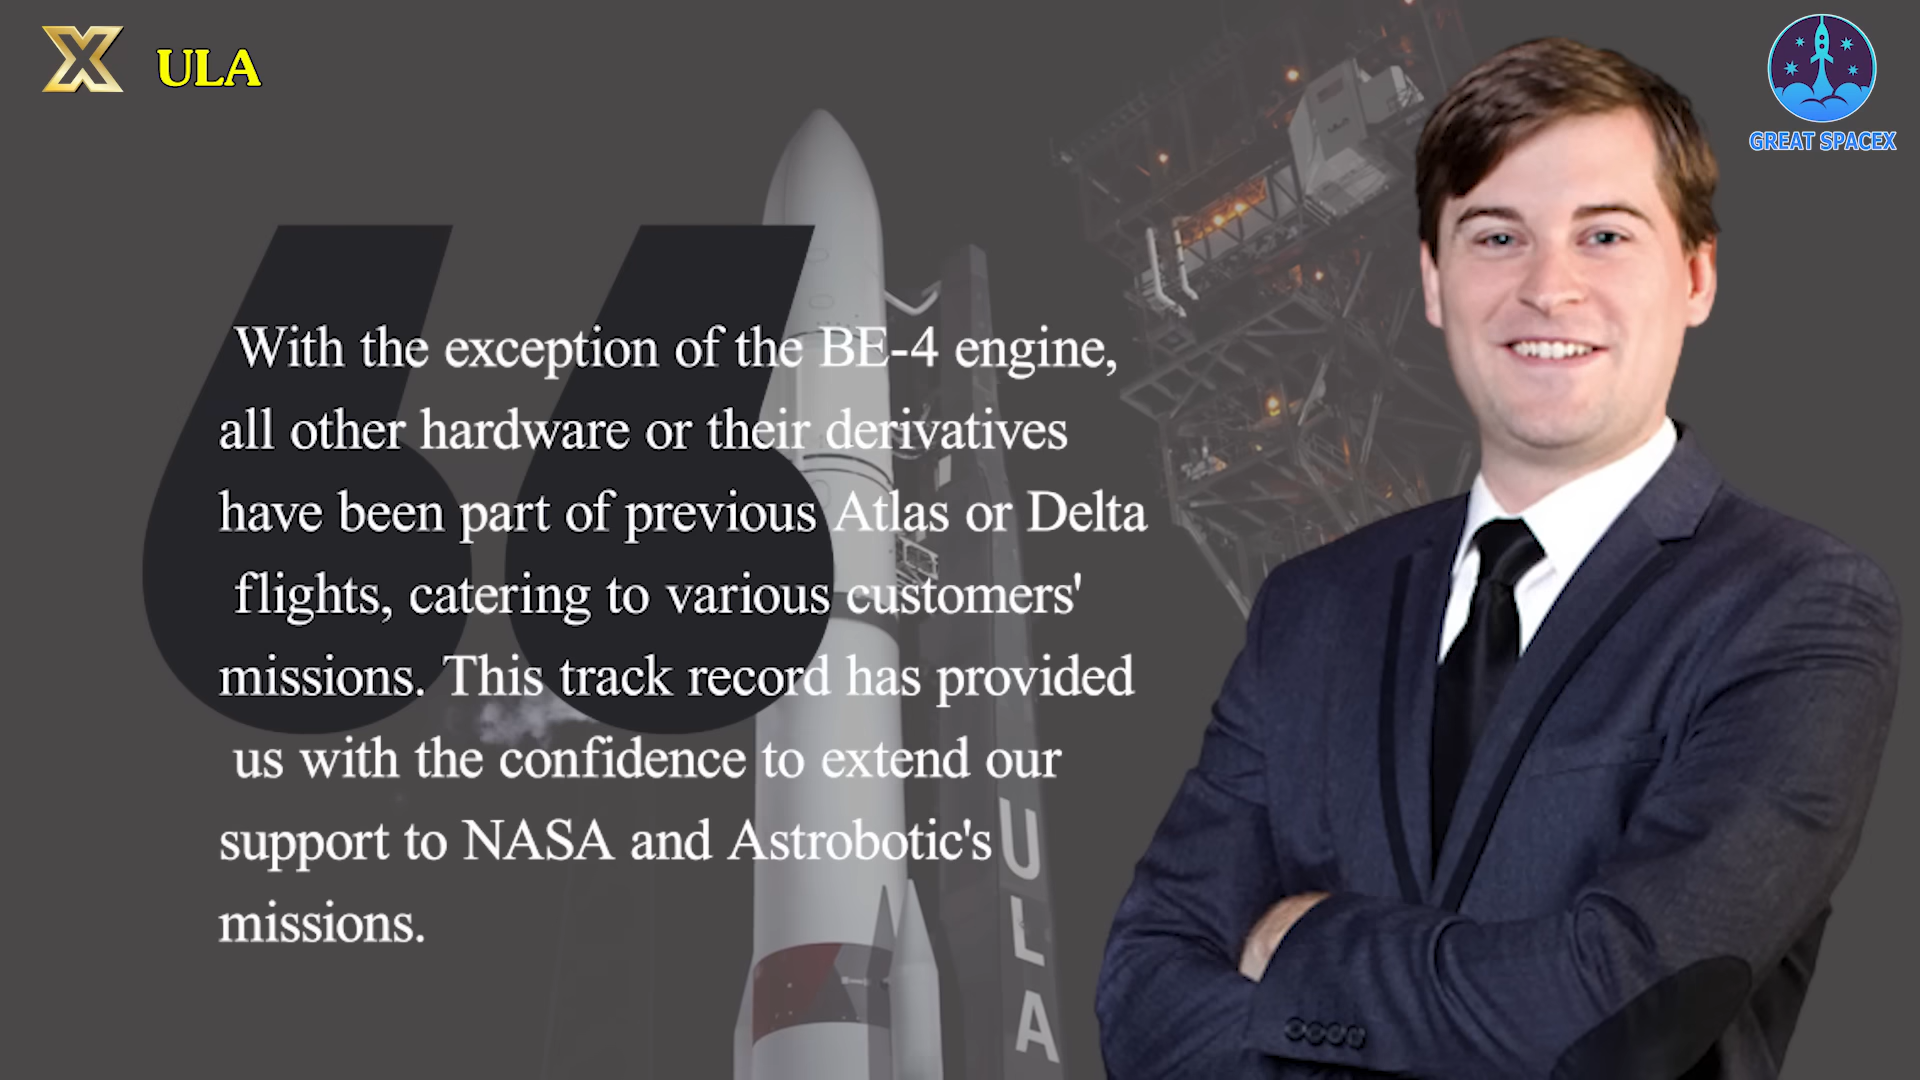 ULA
GREAT SPACEX
With the exception of the BE-4 engine,
all other hardware or their derivatives
have been part of previous Atlas or Delta
flights, catering to various customers'
missions. This track record has provided
us with the confidence to extend our
support to NASA and Astrobotic's
missions.
ULA